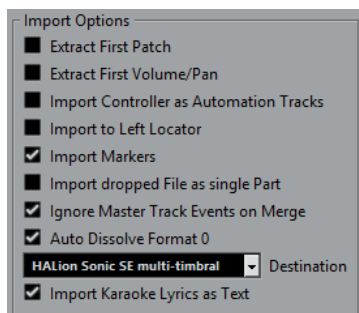 Import Options
Extract First Patch
Extract First Volume/Pan
Import Controller as Automation Tracks
Import to Left Locator
Import Markers
Import dropped File as single Part
Ignore Master Track Events on Merge
Auto Dissolve Format 0
HALion Sonic SE multi-timbral Destination
Import Karaoke Lyrics as Text